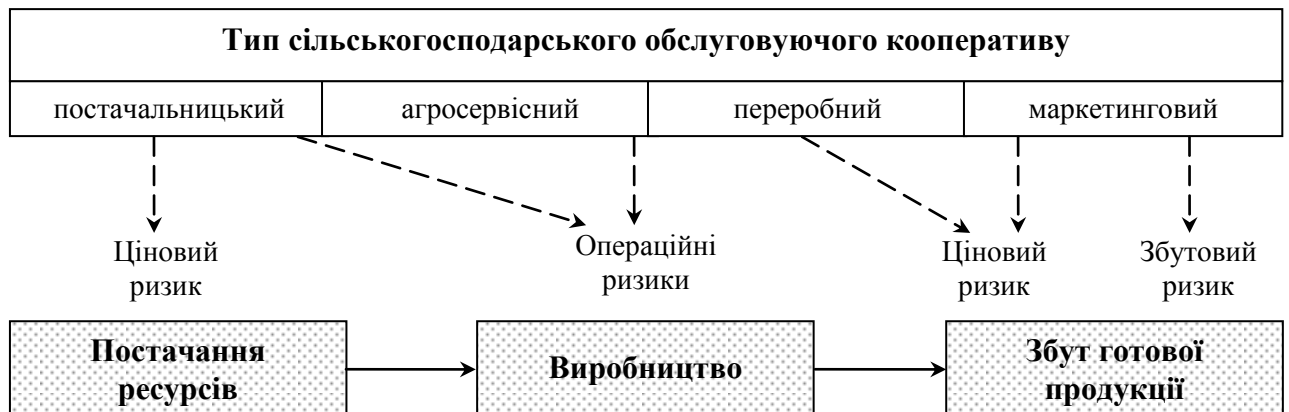 Тип сільськогосподарського обслуговуючого кооперативу
постачальницький
агросервісний
переробний
маркетинговий
Ціновий
ризик
Операційні
ризики
Ціновий
ризик
Збутовий
ризик
Постачання
ресурсів
Виробництво
Збут готової
продукції